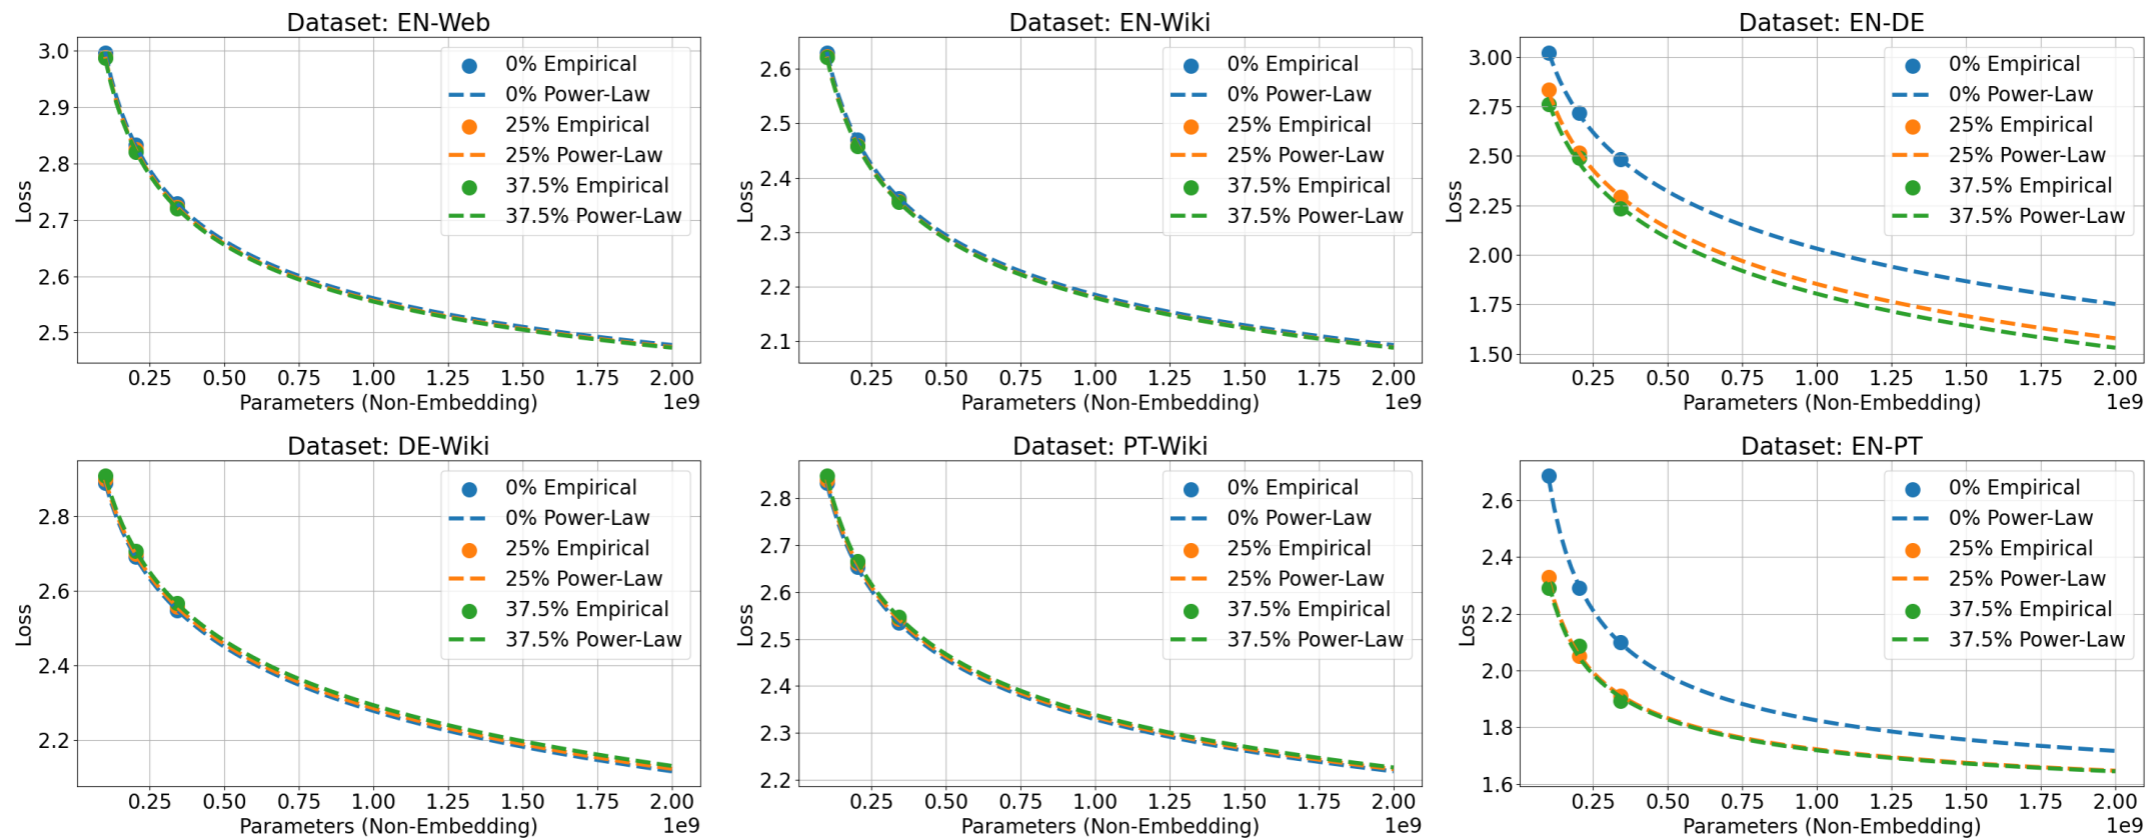 Dataset: EN-Web
3.0
2.9
2.8
2.7
2.6
2.5
Loss
0% Empirical
0% Power-Law
25% Empirical
25% Power-Law
37.5% Empirical
37.5% Power-Law
0.25 0.50 0.75 1.00 1.25 1.50 1.75 2.00
Parameters (Non-Embedding)
1e9
Dataset: EN-Wiki
2.6
2.5
2.4
2.3
2.2
2.1
Loss
0% Empirical
0% Power-Law
25% Empirical
25% Power-Law
37.5% Empirical
37.5% Power-Law
0.25 0.50 0.75 1.00 1.25 1.50 1.75 2.00
Parameters (Non-Embedding)
1e9
Dataset: EN-DE
3.00
2.75
2.50
2.25
2.00
1.75
1.50
Loss
0% Empirical
0% Power-Law
25% Empirical
25% Power-Law
37.5% Empirical
37.5% Power-Law
0.25 0.50 0.75 1.00 1.25 1.50 1.75 2.00
Parameters (Non-Embedding)
1e9
Dataset: DE-Wiki
2.8
2.6
2.4
2.2
Loss
0% Empirical
0% Power-Law
25% Empirical
25% Power-Law
37.5% Empirical
37.5% Power-Law
0.25 0.50 0.75 1.00 1.25 1.50 1.75 2.00
Parameters (Non-Embedding)
1e9
Dataset: PT-Wiki
2.8
2.7
2.6
2.5
2.4
2.3
2.2
Loss
0% Empirical
0% Power-Law
25% Empirical
25% Power-Law
37.5% Empirical
37.5% Power-Law
0.25 0.50 0.75 1.00 1.25 1.50 1.75 2.00
Parameters (Non-Embedding)
1e9
Dataset: EN-PT
2.6
2.4
2.2
2.0
1.8
1.6
Loss
0% Empirical
0% Power-Law
25% Empirical
25% Power-Law
37.5% Empirical
37.5% Power-Law
0.25 0.50 0.75 1.00 1.25 1.50 1.75 2.00
Parameters (Non-Embedding)
1e9